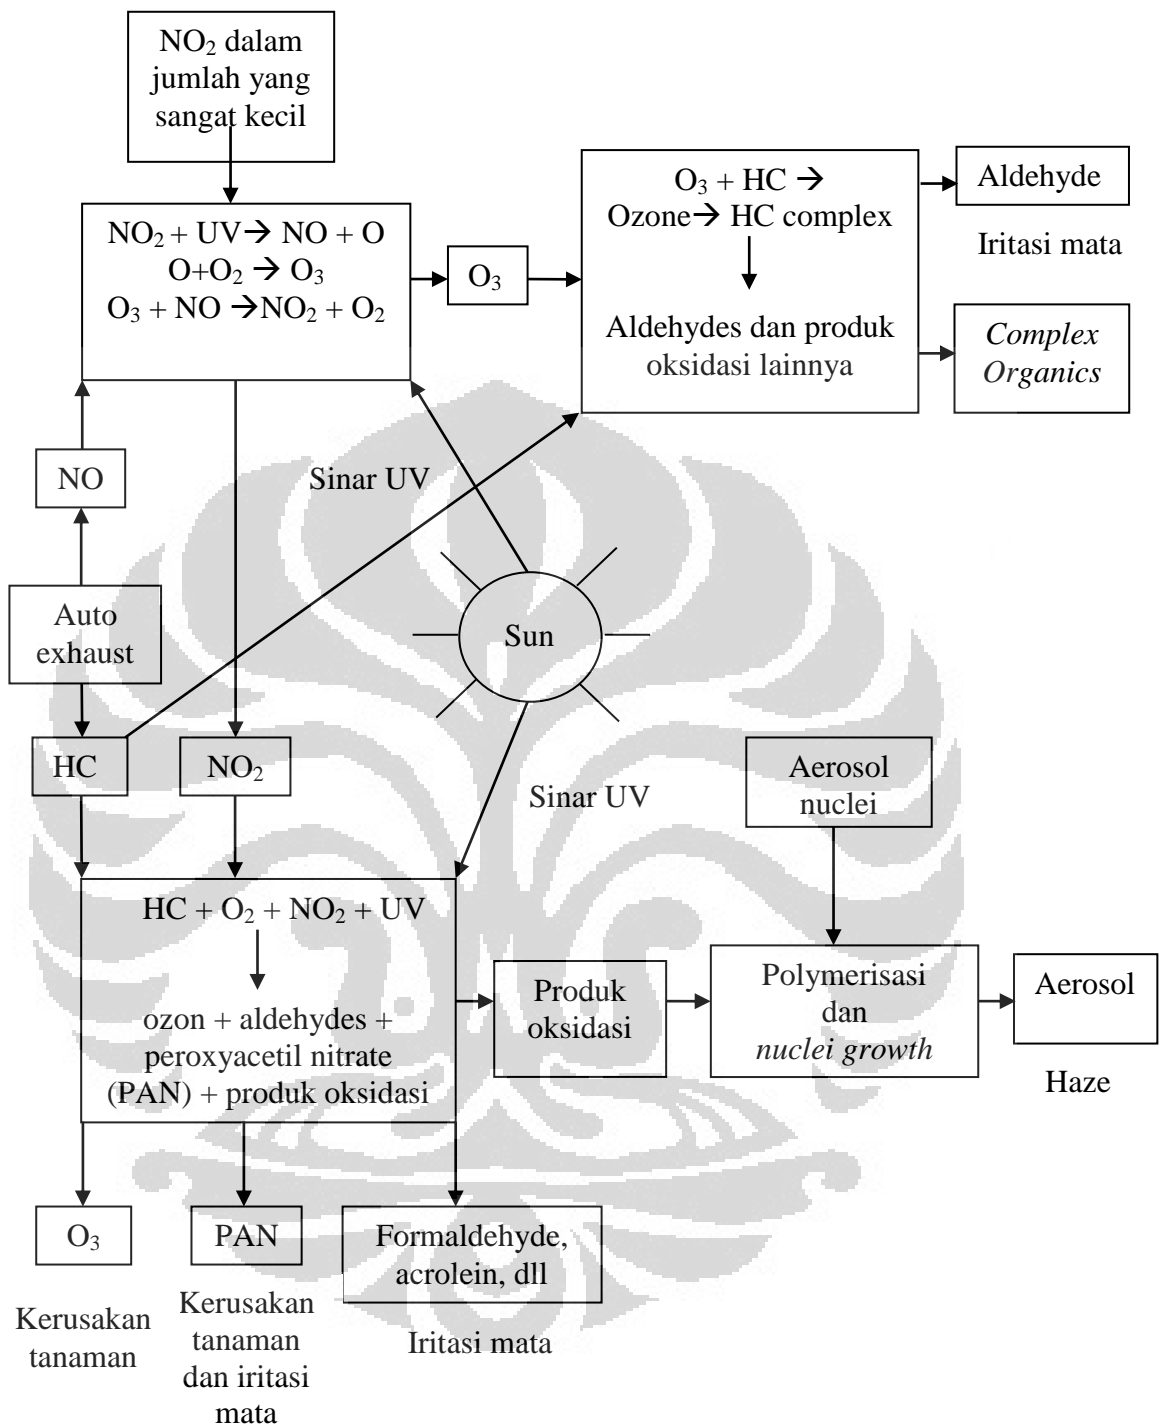 NO₂ dalam
jumlah yang
sangat kecil
NO₂ + UV→ NO + O
O+O₂ → O₃
O₃ + NO →NO₂ + O₂
O₃
O₃ + HC →
Ozone→ HC complex
Aldehydes dan produk
oksidasi lainnya
Aldehyde
Iritasi mata
Complex
Organics
NO
Sinar UV
Auto
exhaust
Sun
HC
NO₂
Sinar UV
Aerosol
nuclei
HC + O₂ + NO₂ + UV
ozon + aldehydes +
peroxyacetil nitrate
(PAN) + produk oksidasi
Produk
oksidasi
Polymerisasi
dan
nuclei growth
Aerosol
Haze
O₃
Kerusakan
tanaman
PAN
Kerusakan
tanaman
dan iritasi
mata
Formaldehyde,
acrolein, dll
Iritasi mata